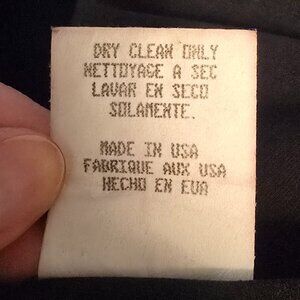 DRY CLEAN ONLY
NETTOYAGE A SEC
LAVAR EN SECO
SOLAMENTE.
MADE IN USA
FABRIQUE AUX USA
HECHO EN EUA